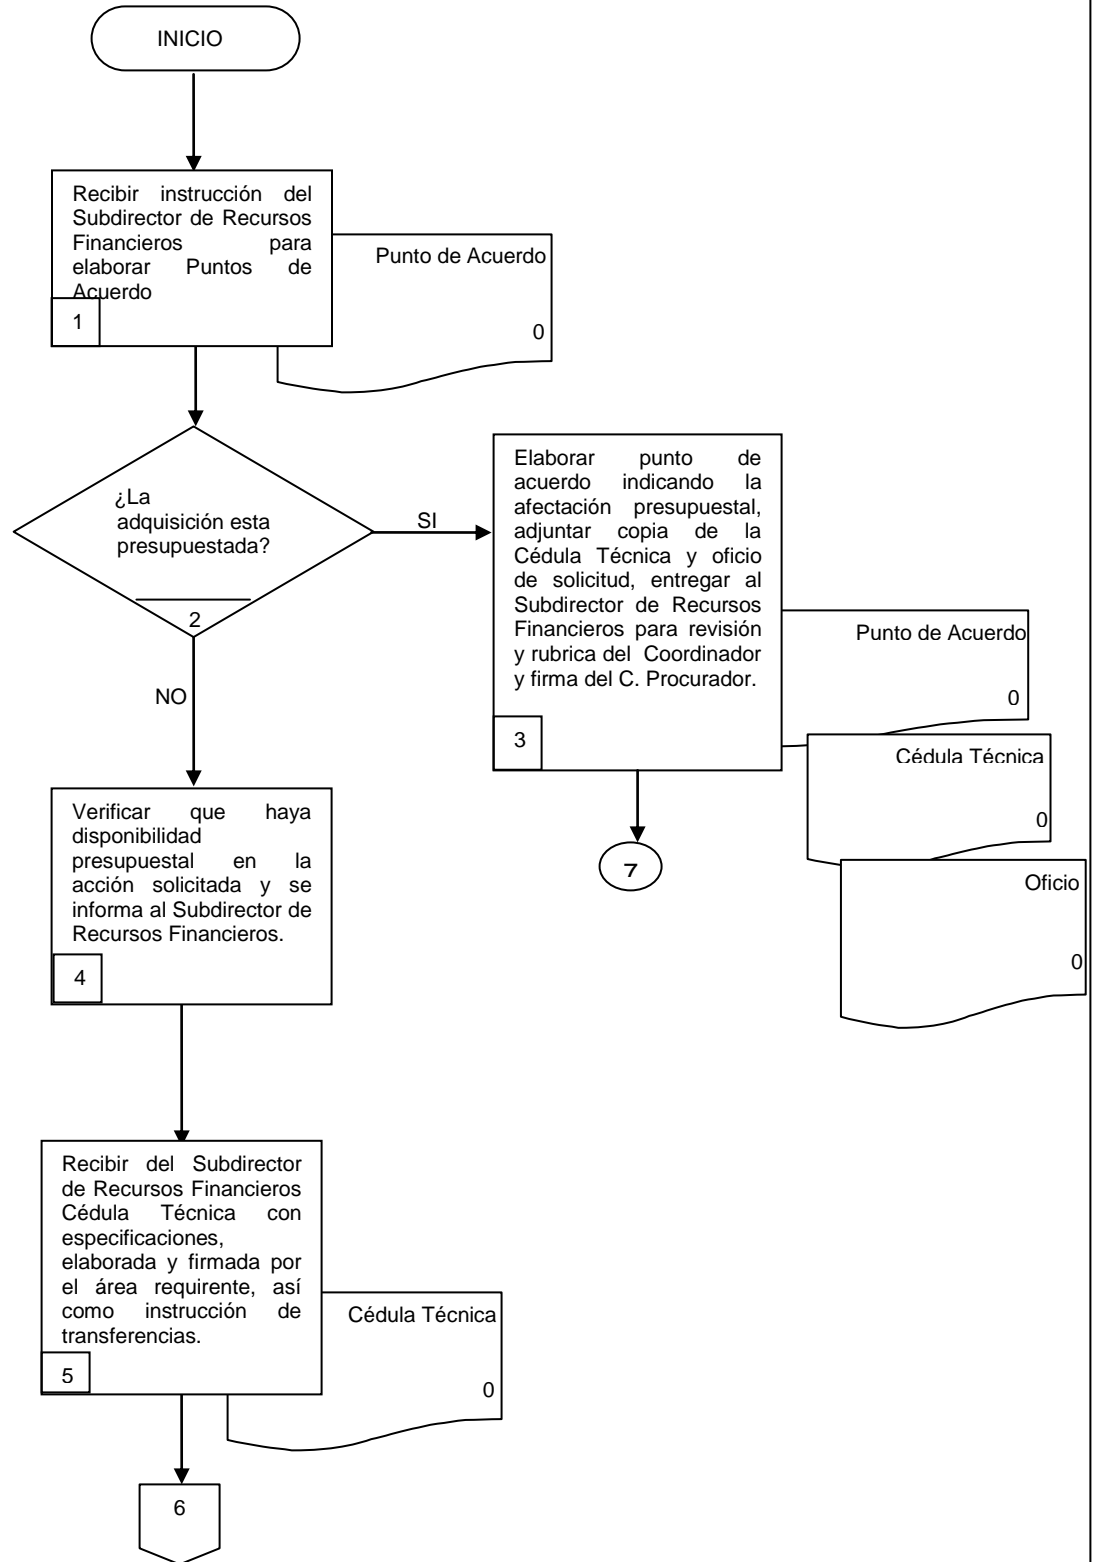 INICIO
Recibir instrucción del
Subdirector de Recursos
Financieros para
elaborar Puntos de
Acuerdo
1
Punto de Acuerdo
0
¿La
adquisición esta
presupuestada?
2
SI
NO
Elaborar punto de
acuerdo indicando la
afectación presupuestal,
adjuntar copia de la
Cédula Técnica y oficio
de solicitud, entregar al
Subdirector de Recursos
Financieros para revisión
y rubrica del Coordinador
y firma del C. Procurador.
3
Punto de Acuerdo
0
Cédula Técnica
0
Oficio
0
7
Verificar que haya
disponibilidad
presupuestal en la
acción solicitada y se
informa al Subdirector de
Recursos Financieros.
4
Recibir del Subdirector
de Recursos Financieros
Cédula Técnica con
especificaciones,
elaborada y firmada por
el área requirente, así
como instrucción de
transferencias.
5
Cédula Técnica
0
6